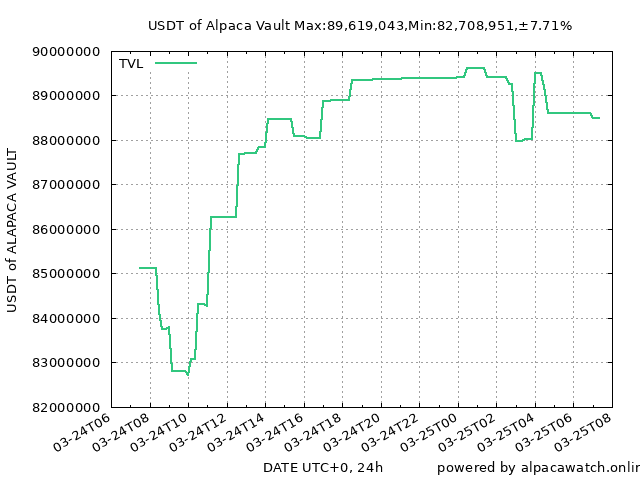 USDT of Alpaca Vault Max:89,619,043,Min:82,708,951,±7.71%
TVL
90000000
89000000
88000000
87000000
86000000
85000000
84000000
83000000
82000000
USDT of ALAPACA VAULT
03-24T06
03-24T08
03-24T10
03-24T12
03-24T14
03-24T16
03-24T18
03-24T20
03-24T22
03-25T00
03-25T02
03-25T04
03-25T06
03-25T08
DATE UTC+0, 24h
powered by alpacawatch.onlin